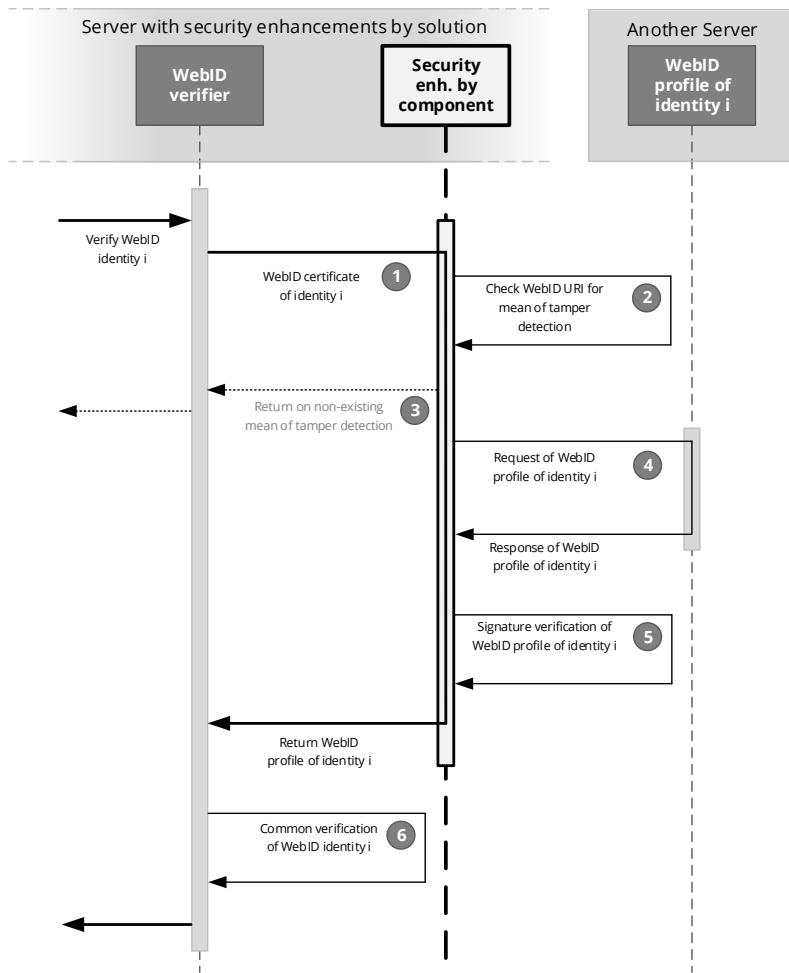 Server with security enhancements by solution
Another Server
WebID
verifier
Security
enh. by
component
WebID
profile of
identity i
Verify WebID
identity i
WebID certificate
of identity i
1
Check WebID URI for
mean of tamper
detection
2
Return on non-existing
mean of tamper detection
3
Request of WebID
profile of identity i
4
Response of WebID
profile of identity i
Signature verification of
WebID profile of identity i
5
Return WebID
profile of identity i
Common verification
of WebID identity i
6